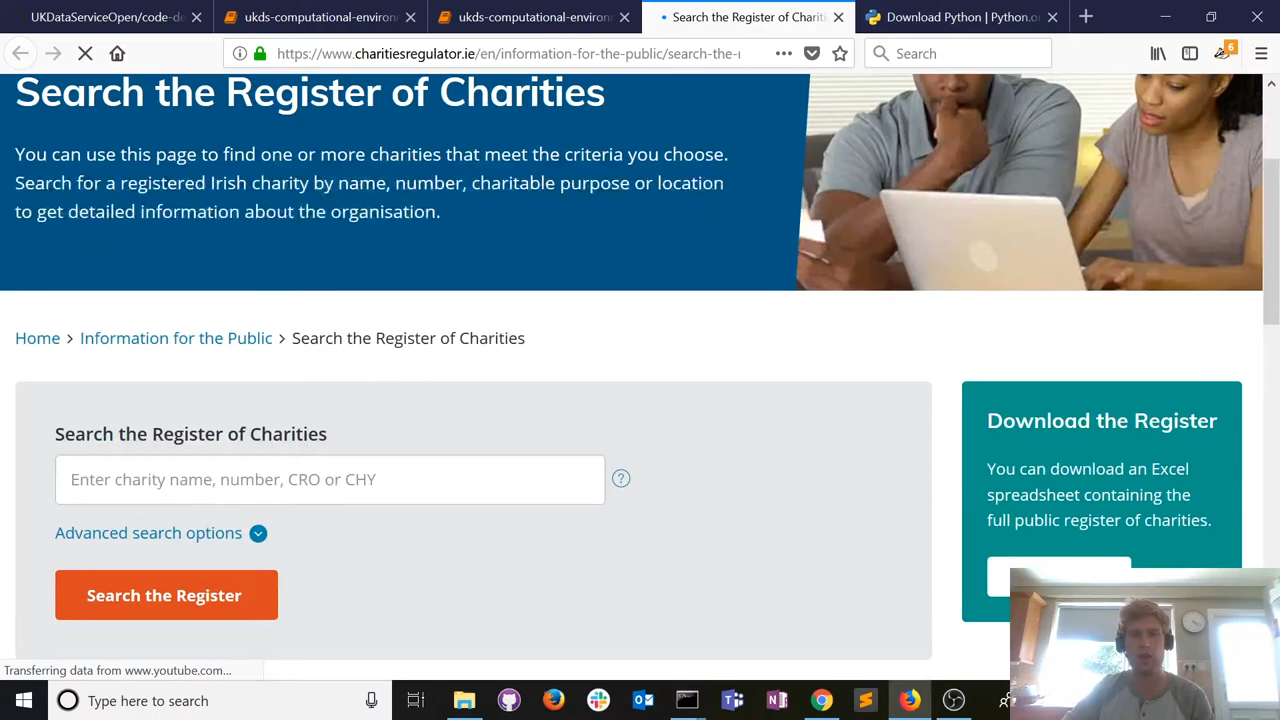 UKDataServiceOpen/code-de
ukds-computational-environ
ukds-computational-environ
Search the Register of Chariti
Download Python | Python.o
https://www.charitiesregulator.ie/en/information-for-the-public/search-the-r
Search
6
Search the Register of Charities
You can use this page to find one or more charities that meet the criteria you choose.
Search for a registered Irish charity by name, number, charitable purpose or location
to get detailed information about the organisation.
Home > Information for the Public > Search the Register of Charities
Search the Register of Charities
Enter charity name, number, CRO or CHY
?
Advanced search options
Search the Register
Download the Register
You can download an Excel
spreadsheet containing the
full public register of charities.
Transferring data from www.youtube.com...
Type here to search